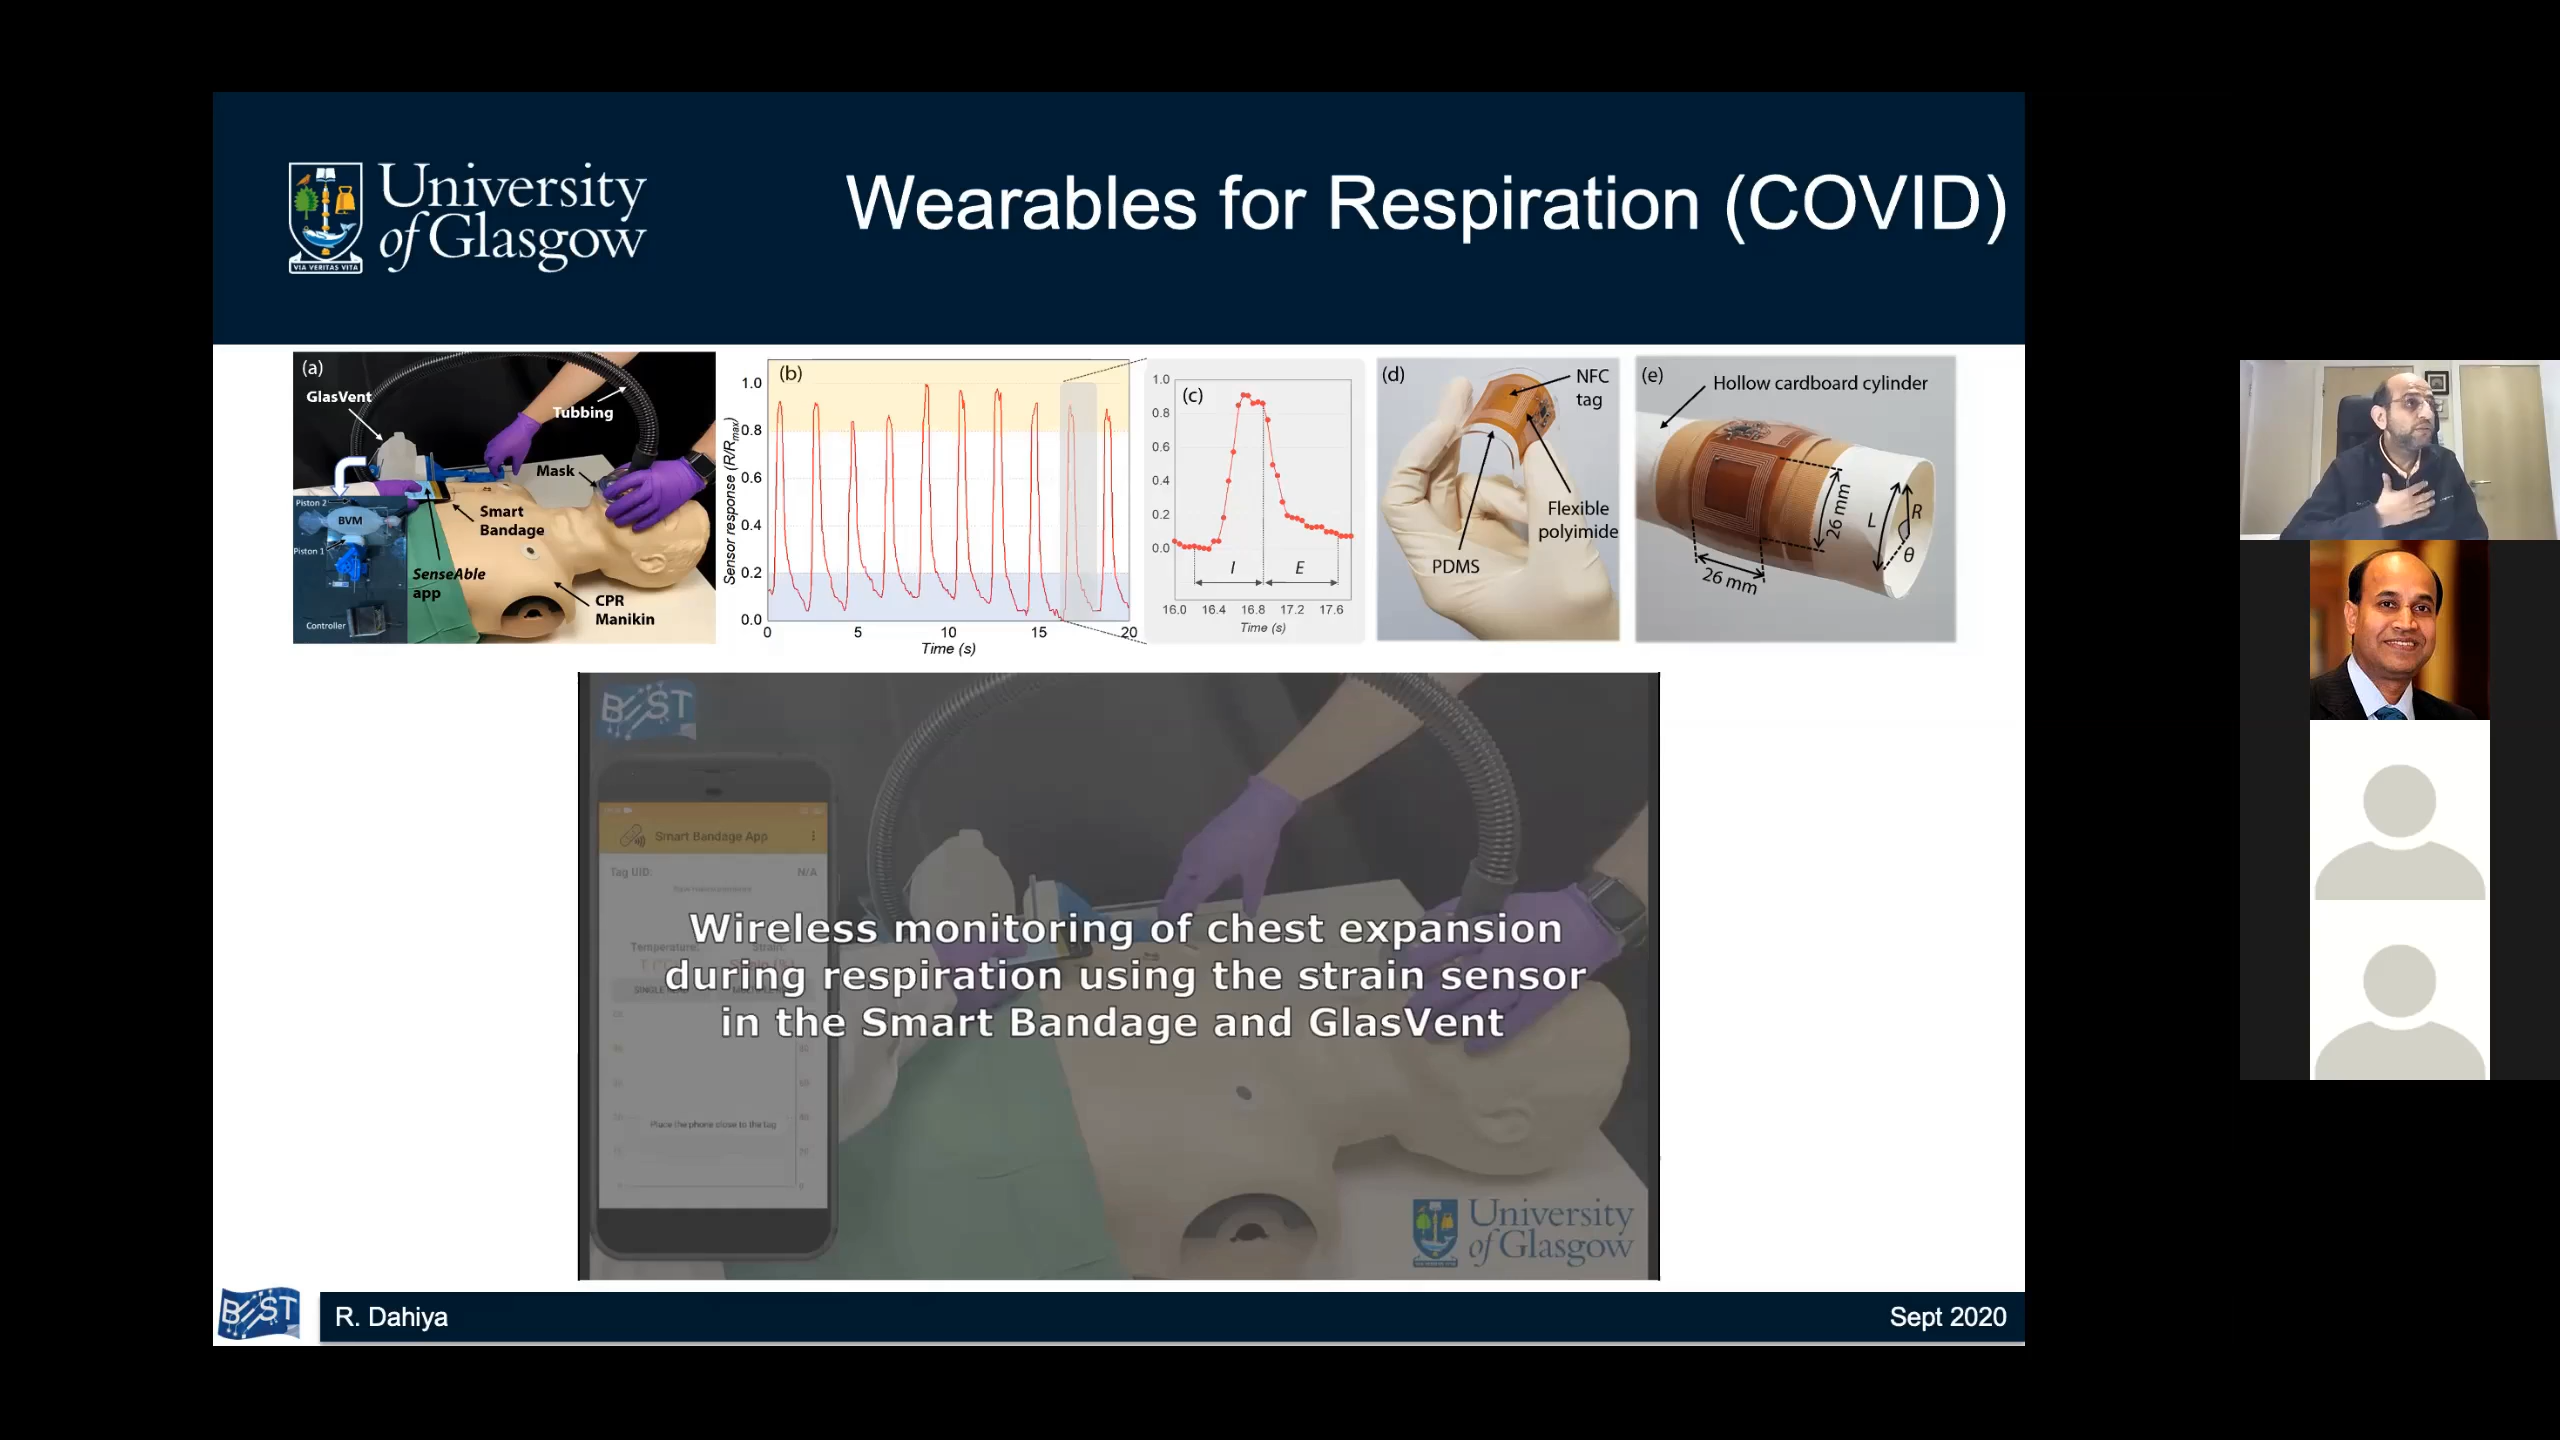 University
of Glasgow
VIA VERITAS VITA
Wearables for Respiration (COVID)
(a)
GlasVent
Tubbing
Mask
Smart
Bandage
Piston 2
BVM
Piston 1
SenseAble
app
CPR
Manikin
Controller
(b)
1.0
0.8
0.6
0.4
0.2
0.0
Sensor response (R/Rmax)
0 5 10 15 20
Time (s)
(c)
1.0
0.8
0.6
0.4
0.2
0.0
I E
16.0 16.4 16.8 17.2 17.6
Time (s)
(d)
NFC
tag
Flexible
polyimide
PDMS
(e)
Hollow cardboard cylinder
26 mm
26 mm
L
R
θ
BEST
Smart Bandage App
Tag UID: N/A
Wireless monitoring of chest expansion
during respiration using the strain sensor
in the Smart Bandage and GlasVent
Temperature: Strain:
Place the phone close to the tag
University
of Glasgow
BEST
R. Dahiya
Sept 2020